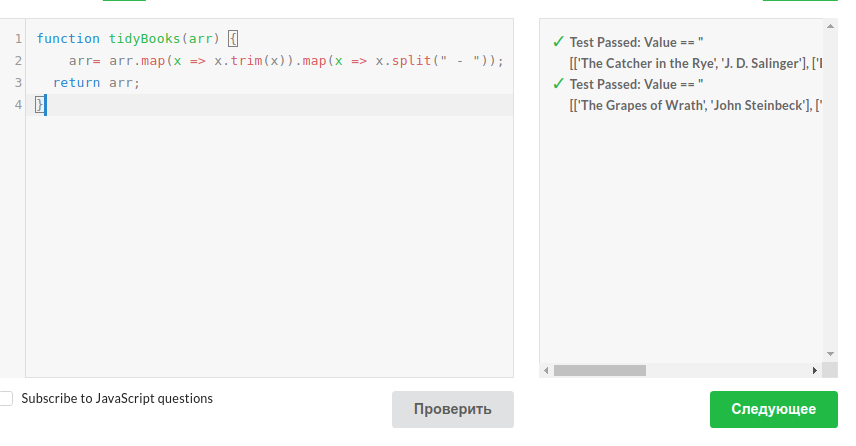 1 function tidyBooks(arr) {
2 arr= arr.map(x => x.trim(x)).map(x => x.split(" - "));
3 return arr;
4 }
✓ Test Passed: Value == "
[['The Catcher in the Rye', 'J. D. Salinger'], ['
✓ Test Passed: Value == "
[['The Grapes of Wrath', 'John Steinbeck'], ['
Subscribe to JavaScript questions
Проверить
Следующее